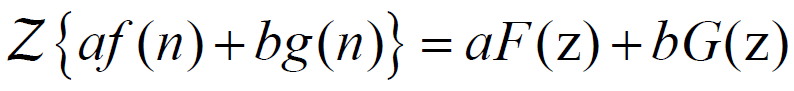 𝒵{af(n)+bg(n)} = aF(z)+bG(z)